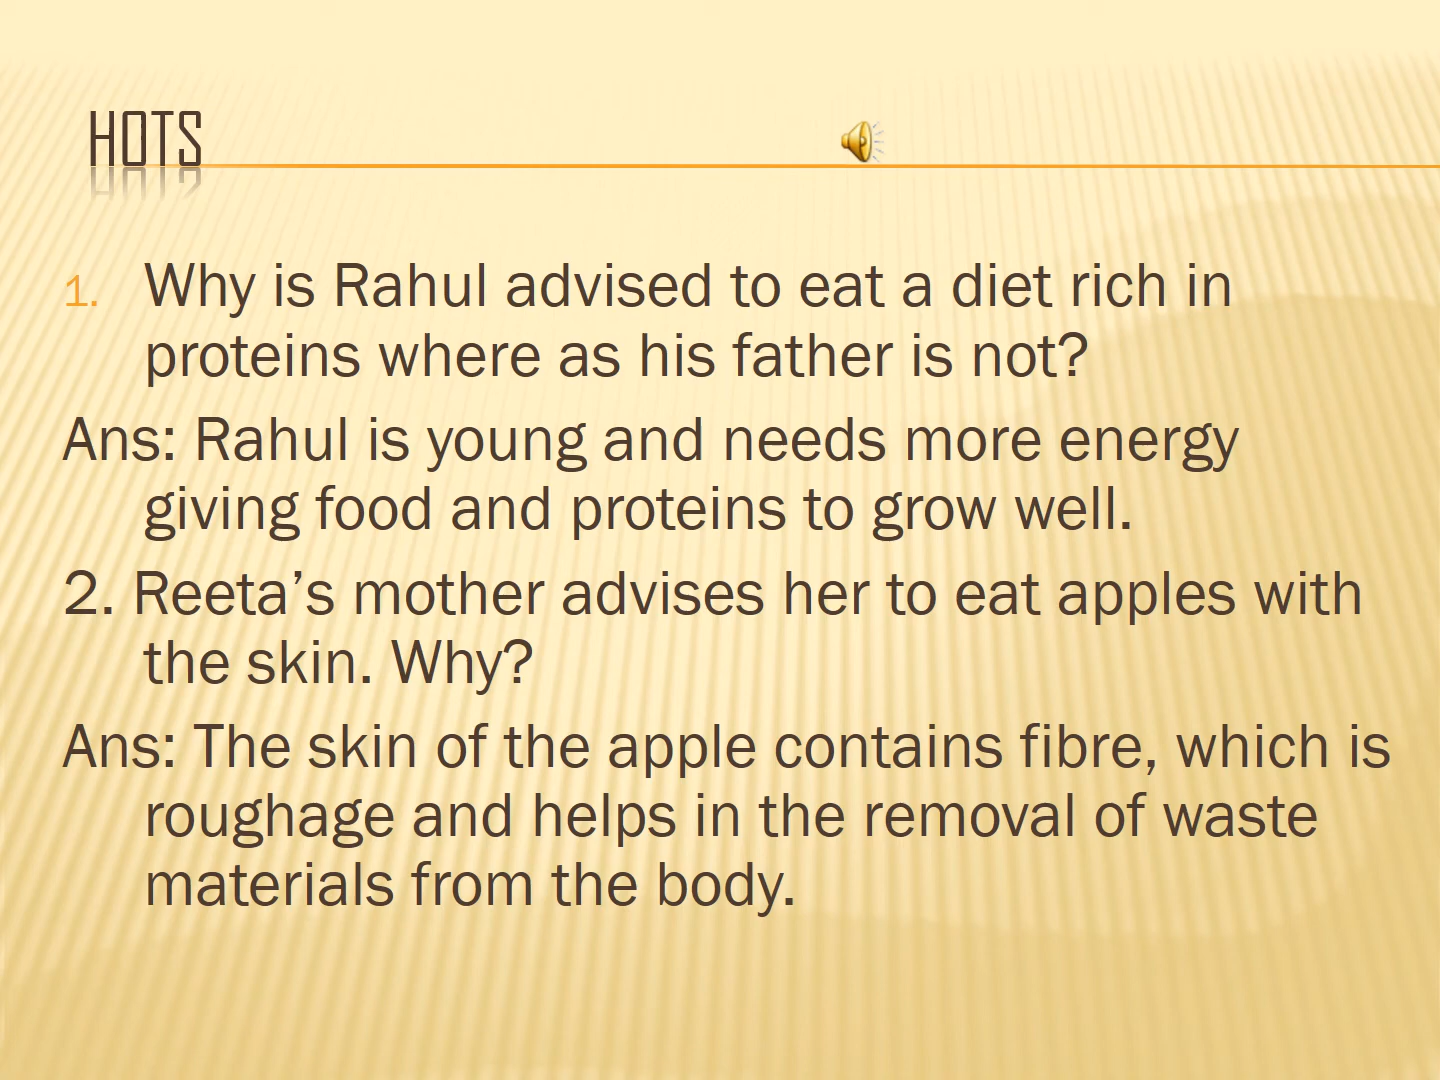 HOTS
1. Why is Rahul advised to eat a diet rich in
proteins where as his father is not?
Ans: Rahul is young and needs more energy
giving food and proteins to grow well.
2. Reeta’s mother advises her to eat apples with
the skin. Why?
Ans: The skin of the apple contains fibre, which is
roughage and helps in the removal of waste
materials from the body.